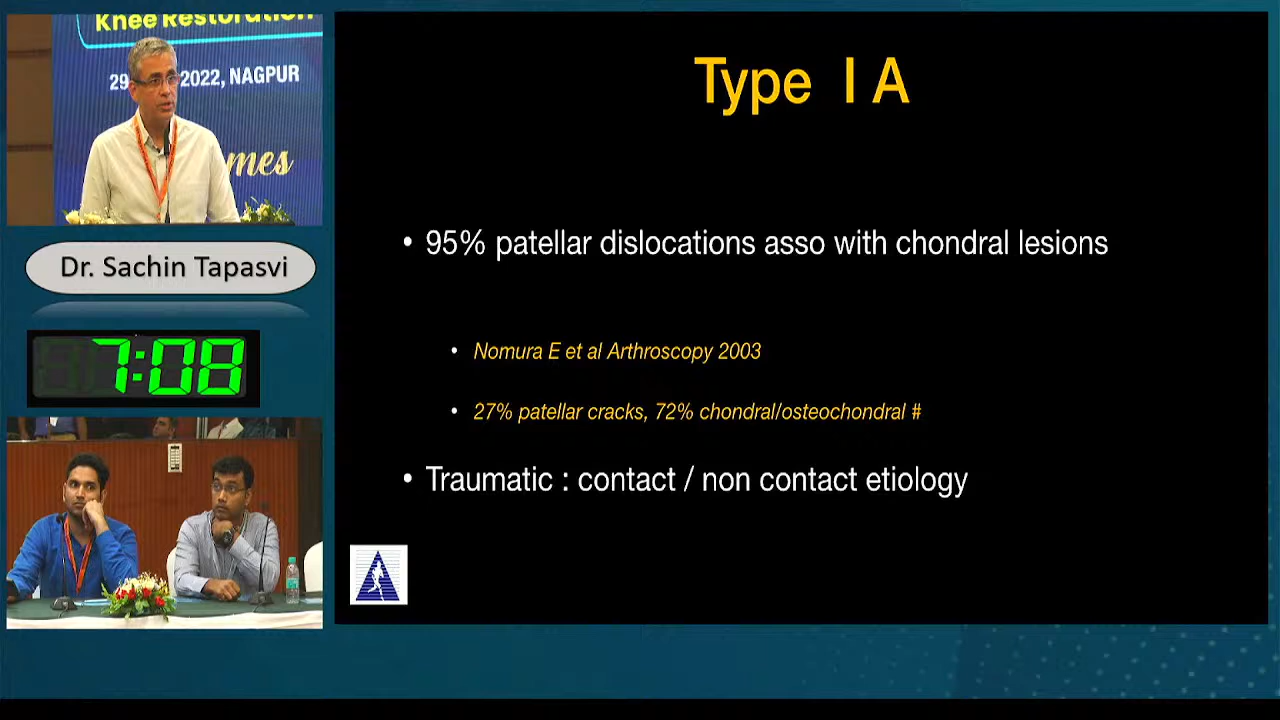 Knee Restoration
29 2022, NAGPUR
mes
Dr. Sachin Tapasvi
7:08
Type I A
• 95% patellar dislocations asso with chondral lesions
• Nomura E et al Arthroscopy 2003
• 27% patellar cracks, 72% chondral/osteochondral #
• Traumatic : contact / non contact etiology